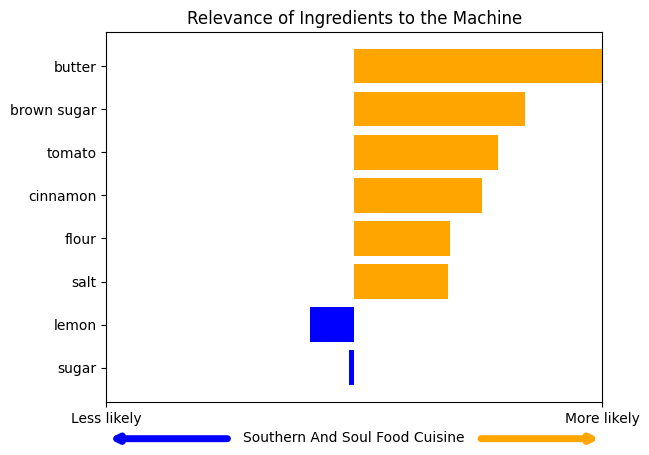 Relevance of Ingredients to the Machine
butter
brown sugar
tomato
cinnamon
flour
salt
lemon
sugar
Less likely More likely
Southern And Soul Food Cuisine